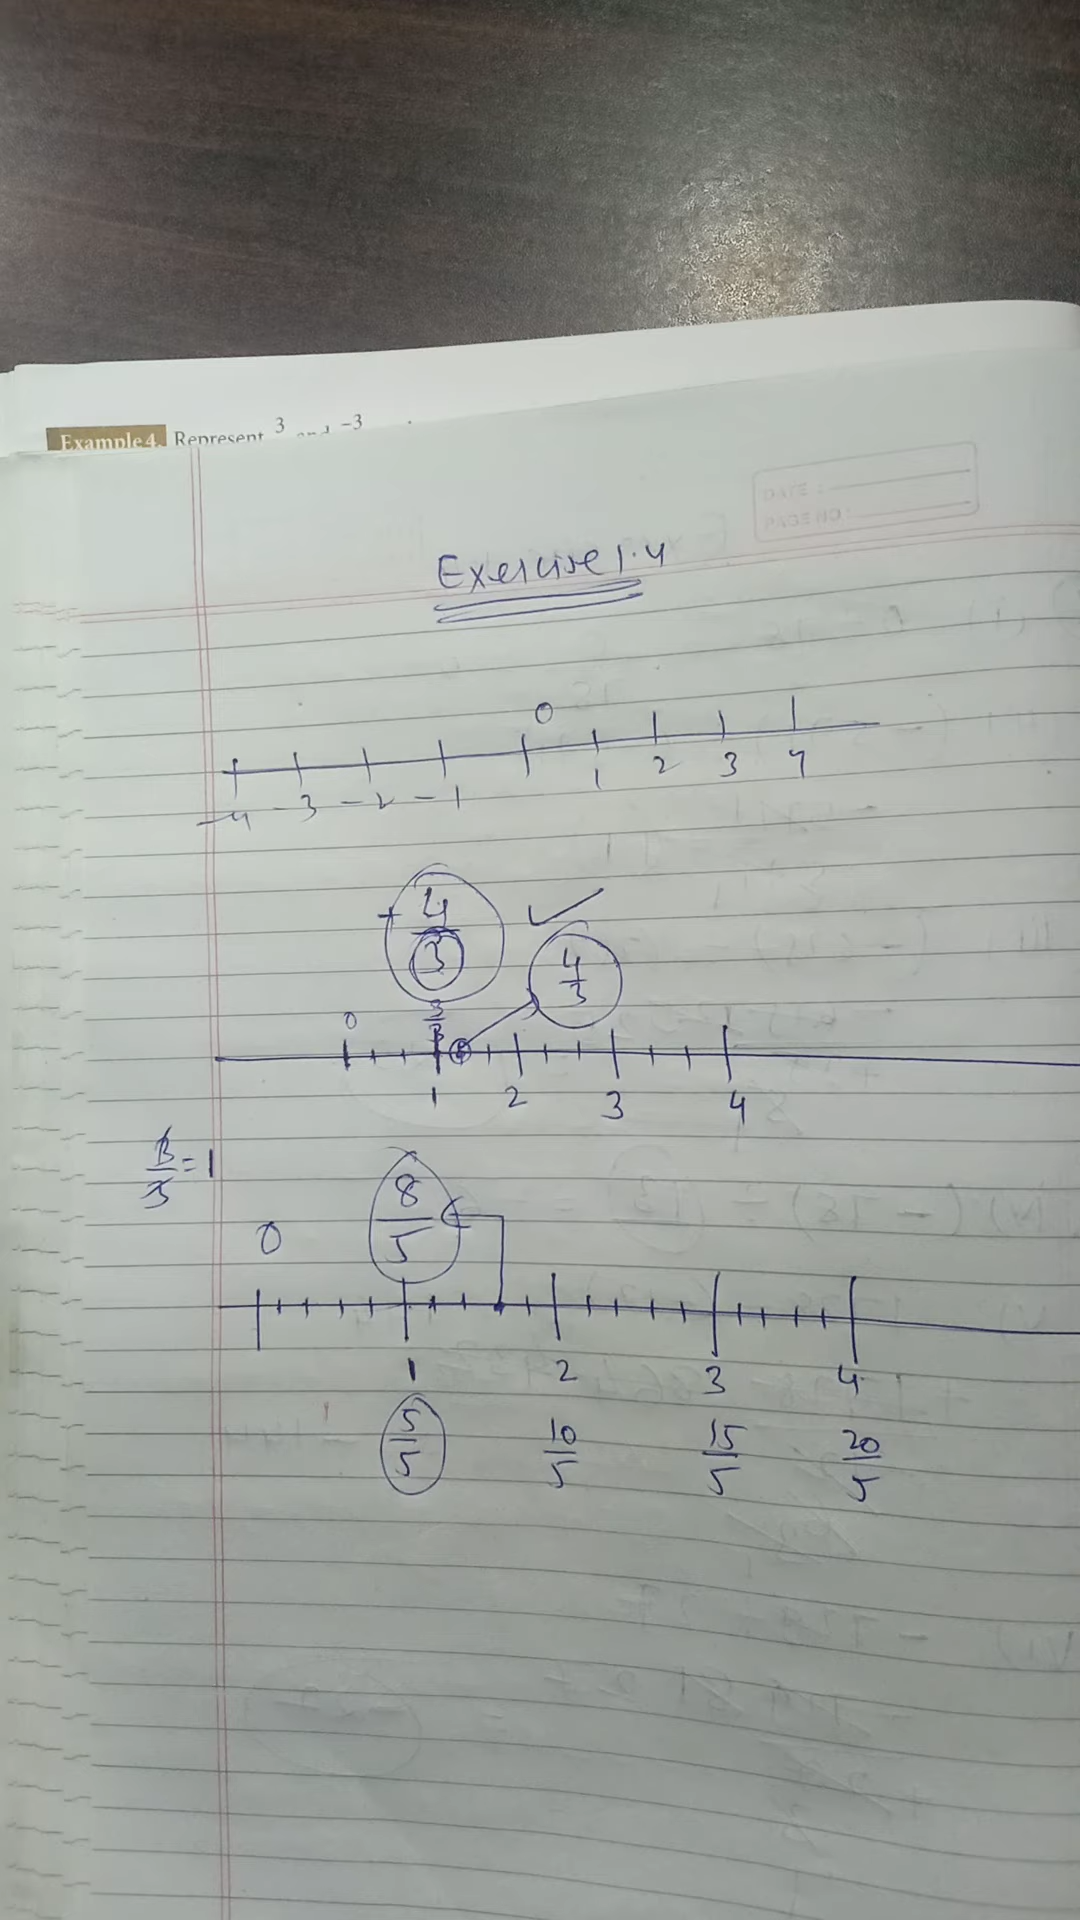 Example 4. Represent 3 and -3
DATE :
PAGE NO :
Exercise 1.4
0
-4 -3 -2 -1 1 2 3 4
+ 4/3 ✓
4/3
0 3/3
1 2 3 4
3/3 = 1
8/5
0
1 2 3 4
5/5 10/5 15/5 20/5